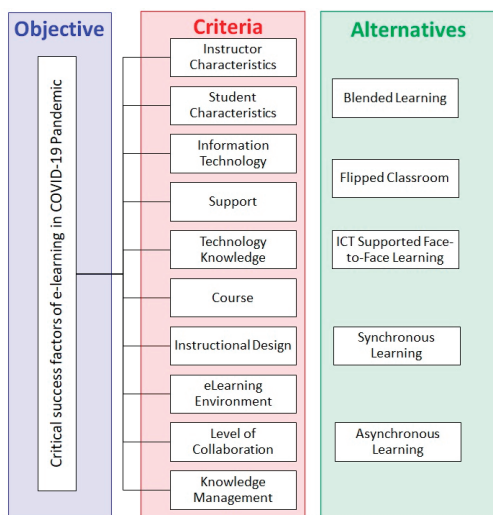 Objective
Critical success factors of e-learning in COVID-19 Pandemic
Criteria
Instructor
Characteristics
Student
Characteristics
Information
Technology
Support
Technology
Knowledge
Course
Instructional Design
eLearning
Environment
Level of
Collaboration
Knowledge
Management
Alternatives
Blended Learning
Flipped Classroom
ICT Supported Face-
to-Face Learning
Synchronous
Learning
Asynchronous
Learning